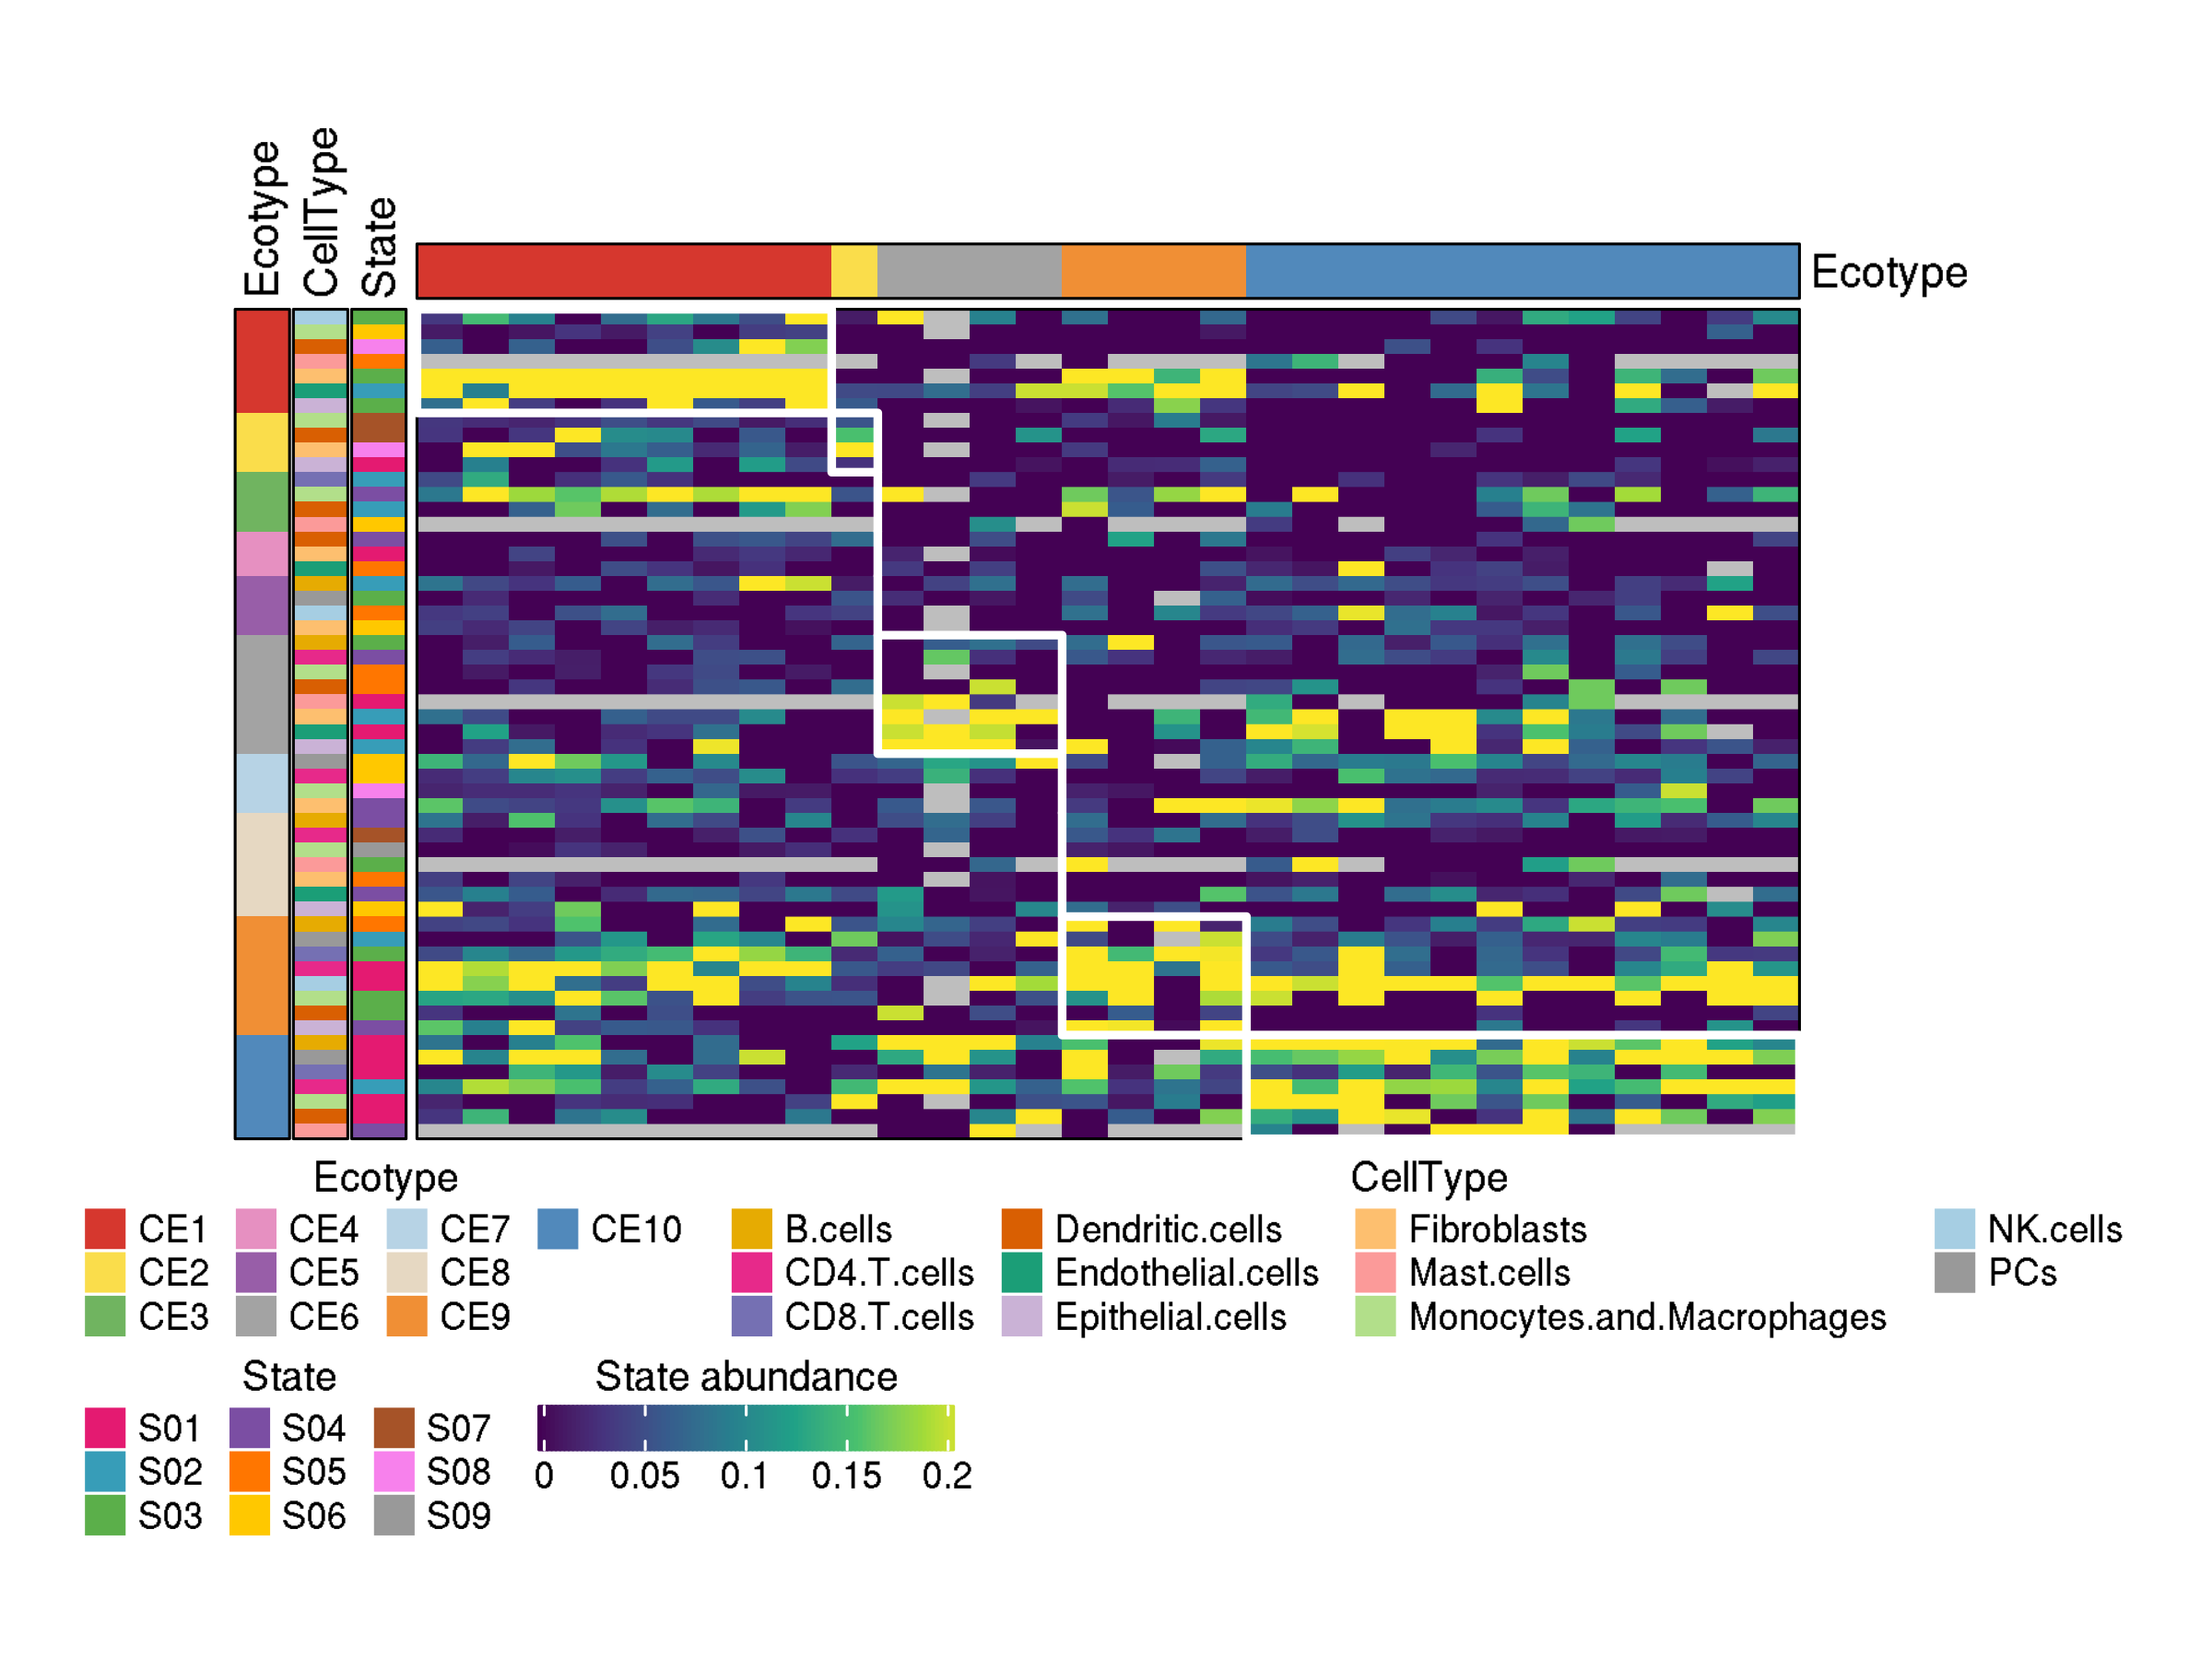 Ecotype
CellType
State
Ecotype
Ecotype
CE1 CE4 CE7 CE10
CE2 CE5 CE8
CE3 CE6 CE9
CellType
B.cells Dendritic.cells Fibroblasts NK.cells
CD4.T.cells Endothelial.cells Mast.cells PCs
CD8.T.cells Epithelial.cells Monocytes.and.Macrophages
State
S01 S04 S07
S02 S05 S08
S03 S06 S09
State abundance
0 0.05 0.1 0.15 0.2